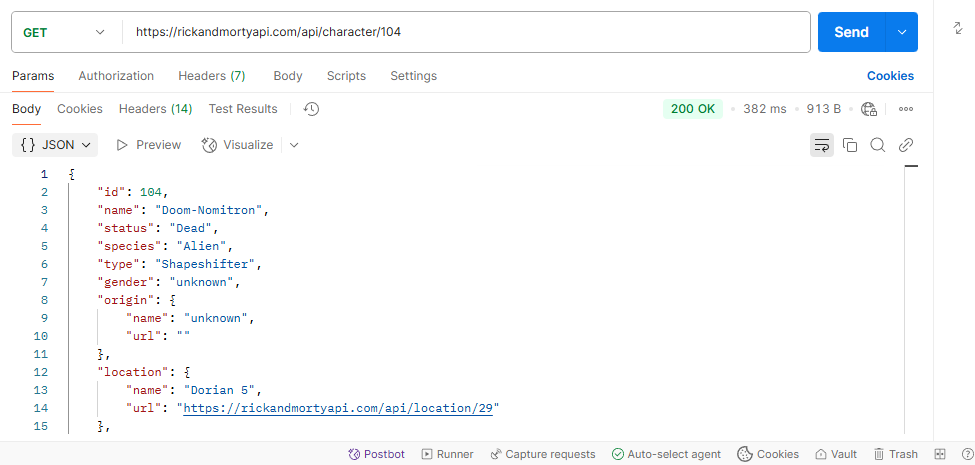 GET https://rickandmortyapi.com/api/character/104 Send
Params Authorization Headers (7) Body Scripts Settings Cookies
Body Cookies Headers (14) Test Results 200 OK • 382 ms • 913 B •
{} JSON Preview Visualize
1 {
2 "id": 104,
3 "name": "Doom-Nomitron",
4 "status": "Dead",
5 "species": "Alien",
6 "type": "Shapeshifter",
7 "gender": "unknown",
8 "origin": {
9 "name": "unknown",
10 "url": ""
11 },
12 "location": {
13 "name": "Dorian 5",
14 "url": "https://rickandmortyapi.com/api/location/29"
15 },
Postbot Runner Capture requests Auto-select agent Cookies Vault Trash